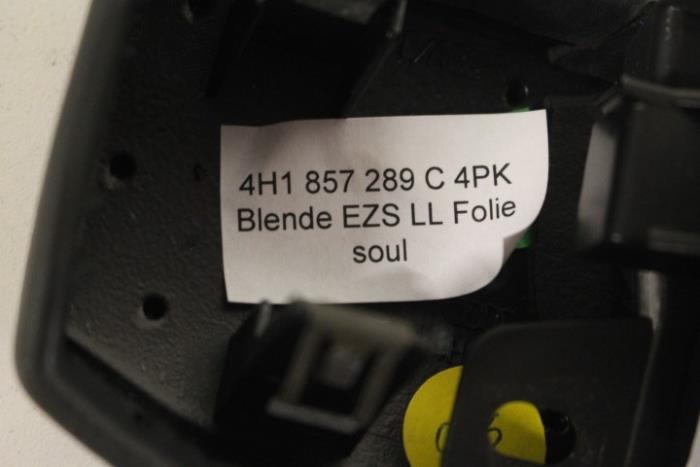 4H1 857 289 C 4PK
Blende EZS LL Folie
soul